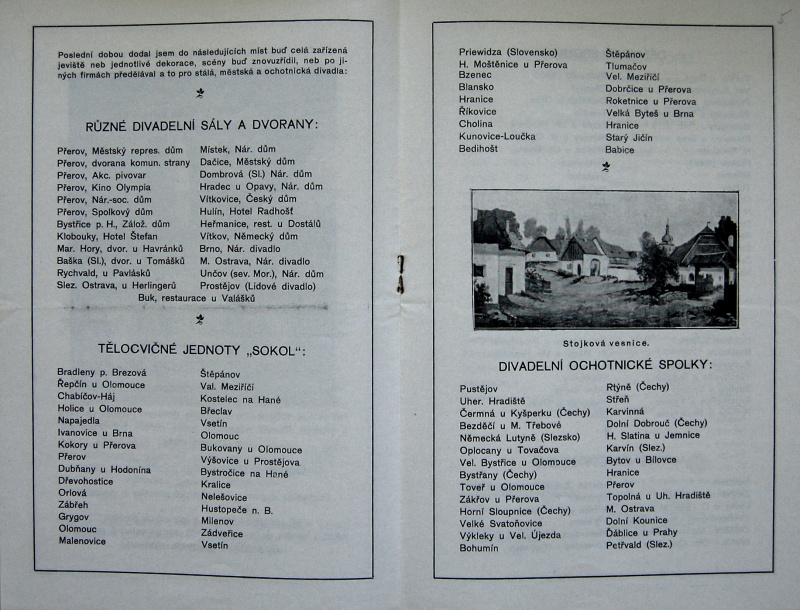 Poslední dobou dodal jsem do následujících míst buď celá zařízená
jeviště neb jednotlivé dekorace, scény buď znovuzřídil, neb po ji-
ných firmách předělával a to pro stálá, městská a ochotnická divadla:
RŮZNÉ DIVADELNÍ SÁLY A DVORANY:
Přerov, Městský repres. dům
Přerov, dvorana komun. strany
Přerov, Akc. pivovar
Přerov, Kino Olympia
Přerov, Nár.-soc. dům
Přerov, Spolkový dům
Bystřice p. H., Zálož. dům
Klobouky, Hotel Štefan
Mar. Hory, dvor. u Havránků
Baška (Sl.), dvor. u Tomášků
Rychvald, u Pavlásků
Slez. Ostrava, u Herlingerů
Místek, Nár. dům
Dačice, Městský dům
Dombrová (Sl.) Nár. dům
Hradec u Opavy, Nár. dům
Vítkovice, Český dům
Hulín, Hotel Radhošť
Heřmanice, rest. u Dostálů
Vítkov, Německý dům
Brno, Nár. divadlo
M. Ostrava, Nár. divadlo
Unčov (sev. Mor.), Nár. dům
Prostějov (Lidové divadlo)
Buk, restaurace u Valášků
TĚLOCVIČNÉ JEDNOTY „SOKOL“:
Bradleny p. Brezová
Řepčín u Olomouce
Chabíčov-Háj
Holice u Olomouce
Napajedla
Ivanovice u Brna
Kokory u Přerova
Přerov
Dubňany u Hodonína
Dřevohostice
Orlová
Zábřeh
Grygov
Olomouc
Malenovice
Štěpánov
Val. Meziříčí
Kostelec na Hané
Břeclav
Vsetín
Olomouc
Bukovany u Olomouce
Výšovice u Prostějova
Bystročice na Hané
Kralice
Nelešovice
Hustopeče n. B.
Milenov
Zádveřice
Vsetín
Priewidza (Slovensko)
H. Moštěnice u Přerova
Bzenec
Blansko
Hranice
Říkovice
Cholina
Kunovice-Loučka
Bedihošt
Štěpánov
Tlumačov
Vel. Meziříčí
Dobrčice u Přerova
Roketnice u Přerova
Velká Byteš u Brna
Hranice
Starý Jičín
Babice
Stojková vesnice.
DIVADELNÍ OCHOTNICKÉ SPOLKY:
Pustějov
Uher. Hradiště
Čermná u Kyšperku (Čechy)
Bezděčí u M. Třebové
Německá Lutyně (Slezsko)
Oplocany u Tovačova
Vel. Bystřice u Olomouce
Bystřany (Čechy)
Toveř u Olomouce
Zákřov u Přerova
Horní Sloupnice (Čechy)
Velké Svatoňovice
Výkleky u Vel. Újezda
Bohumín
Rtýně (Čechy)
Střeň
Karvinná
Dolní Dobrouč (Čechy)
H. Slatina u Jemnice
Karvín (Slez.)
Bytov u Bílovce
Hranice
Přerov
Topolná u Uh. Hradiště
M. Ostrava
Dolní Kounice
Ďáblice u Prahy
Petřvald (Slez.)